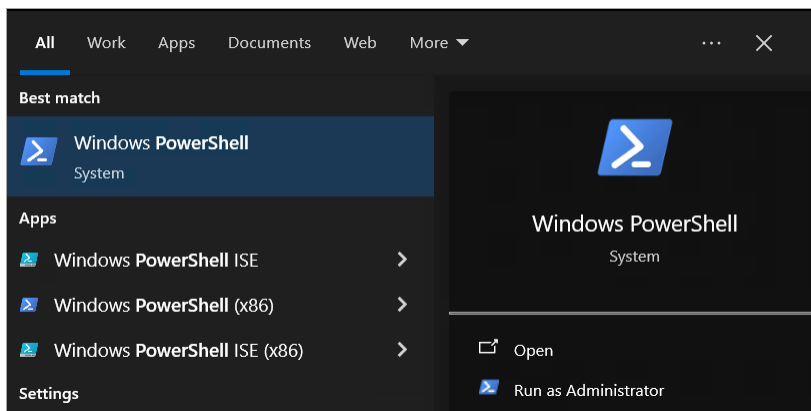 All Work Apps Documents Web More
Best match
Windows PowerShell
System
Apps
Windows PowerShell ISE
Windows PowerShell (x86)
Windows PowerShell ISE (x86)
Settings
Windows PowerShell
System
Open
Run as Administrator